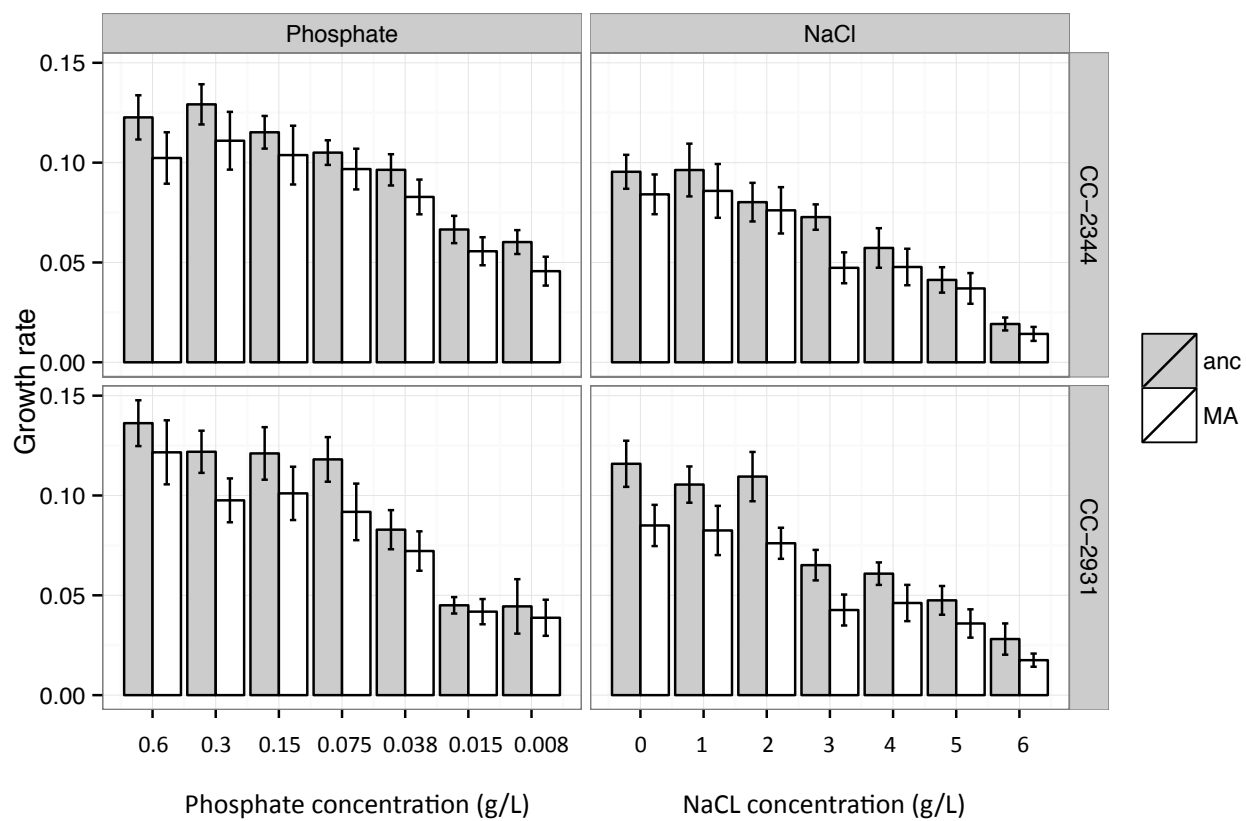 Phosphate NaCl
0.15
0.10
0.05
0.00
CC−2344
Growth rate
0.15
0.10
0.05
0.00
CC−2931
anc
MA
0.6 0.3 0.15 0.075 0.038 0.015 0.008 0 1 2 3 4 5 6
Phosphate concentration (g/L) NaCL concentration (g/L)